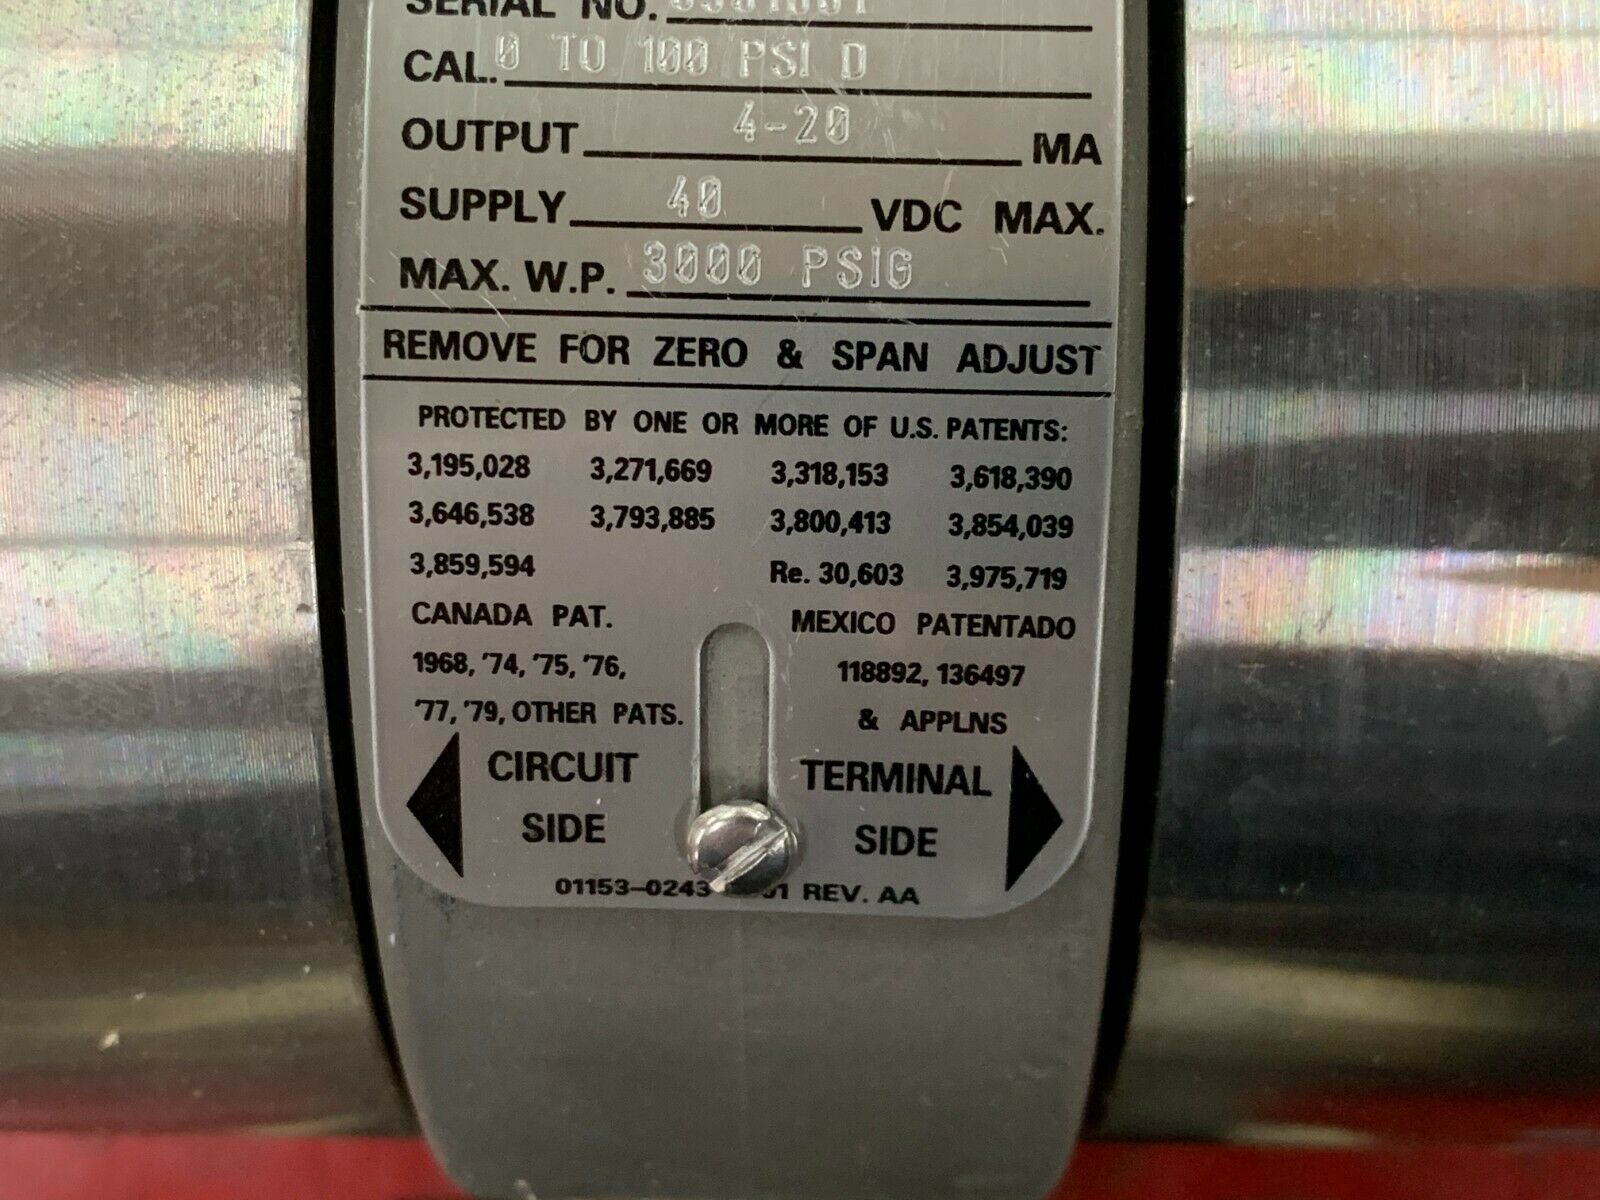 SERIAL NO.
CAL. 0 TO 100 PSI D
OUTPUT 4-20 MA
SUPPLY 40 VDC MAX.
MAX. W.P. 3000 PSIG
REMOVE FOR ZERO & SPAN ADJUST
PROTECTED BY ONE OR MORE OF U.S. PATENTS:
3,195,028 3,271,669 3,318,153 3,618,390
3,646,538 3,793,885 3,800,413 3,854,039
3,859,594 Re. 30,603 3,975,719
CANADA PAT. MEXICO PATENTADO
1968, '74, '75, '76, 118892, 136497
'77, '79, OTHER PATS. & APPLNS
CIRCUIT TERMINAL
SIDE SIDE
01153-0243 REV. AA